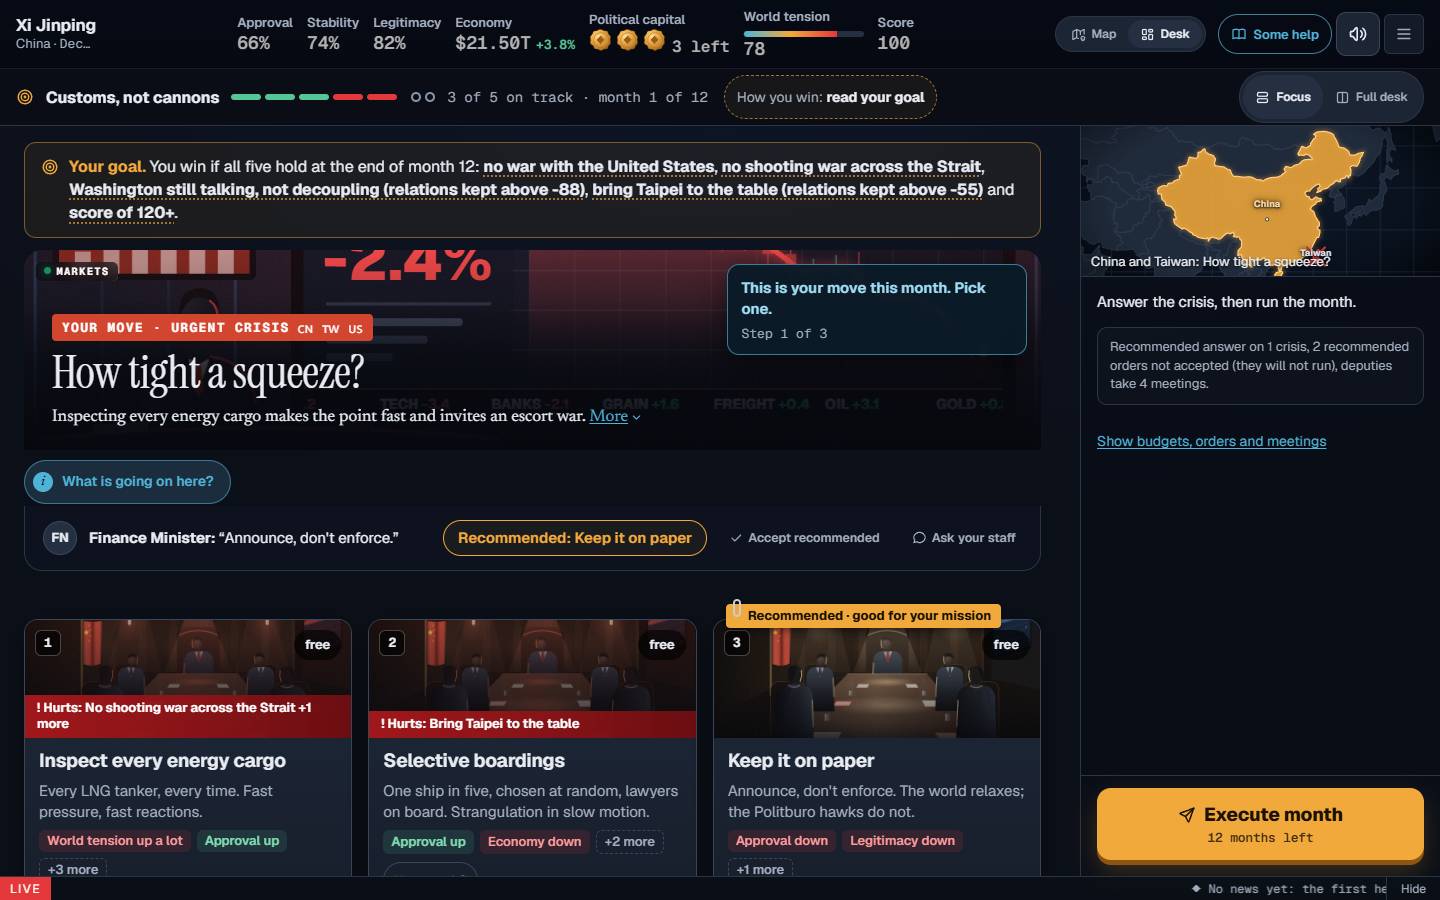 Xi Jinping
China · Dec...
Approval
66%
Stability
74%
Legitimacy
82%
Economy
$21.50T +3.8%
Political capital
3 left
World tension
78
Score
100
Map
Desk
Some help
Customs, not cannons
3 of 5 on track · month 1 of 12
How you win: read your goal
Focus
Full desk
Your goal. You win if all five hold at the end of month 12: no war with the United States, no shooting war across the Strait,
Washington still talking, not decoupling (relations kept above -88), bring Taipei to the table (relations kept above -55) and
score of 120+.
MARKETS
-2.4%
YOUR MOVE · URGENT CRISIS CN TW US
This is your move this month. Pick
one.
Step 1 of 3
How tight a squeeze?
TECH -3.4 BANKS -2.1 GRAIN +1.6 FREIGHT +0.4 OIL +3.1 GOLD +0.
Inspecting every energy cargo makes the point fast and invites an escort war. More
What is going on here?
FN
Finance Minister: “Announce, don't enforce.”
Recommended: Keep it on paper
Accept recommended
Ask your staff
1
free
! Hurts: No shooting war across the Strait +1
more
Inspect every energy cargo
Every LNG tanker, every time. Fast
pressure, fast reactions.
World tension up a lot
Approval up
+3 more
2
free
! Hurts: Bring Taipei to the table
Selective boardings
One ship in five, chosen at random, lawyers
on board. Strangulation in slow motion.
Approval up
Economy down
+2 more
Recommended · good for your mission
3
free
Keep it on paper
Announce, don't enforce. The world relaxes;
the Politburo hawks do not.
Approval down
Legitimacy down
+1 more
China
Taiwan
China and Taiwan: How tight a squeeze?
Answer the crisis, then run the month.
Recommended answer on 1 crisis, 2 recommended
orders not accepted (they will not run), deputies
take 4 meetings.
Show budgets, orders and meetings
Execute month
12 months left
LIVE
No news yet: the first he
Hide